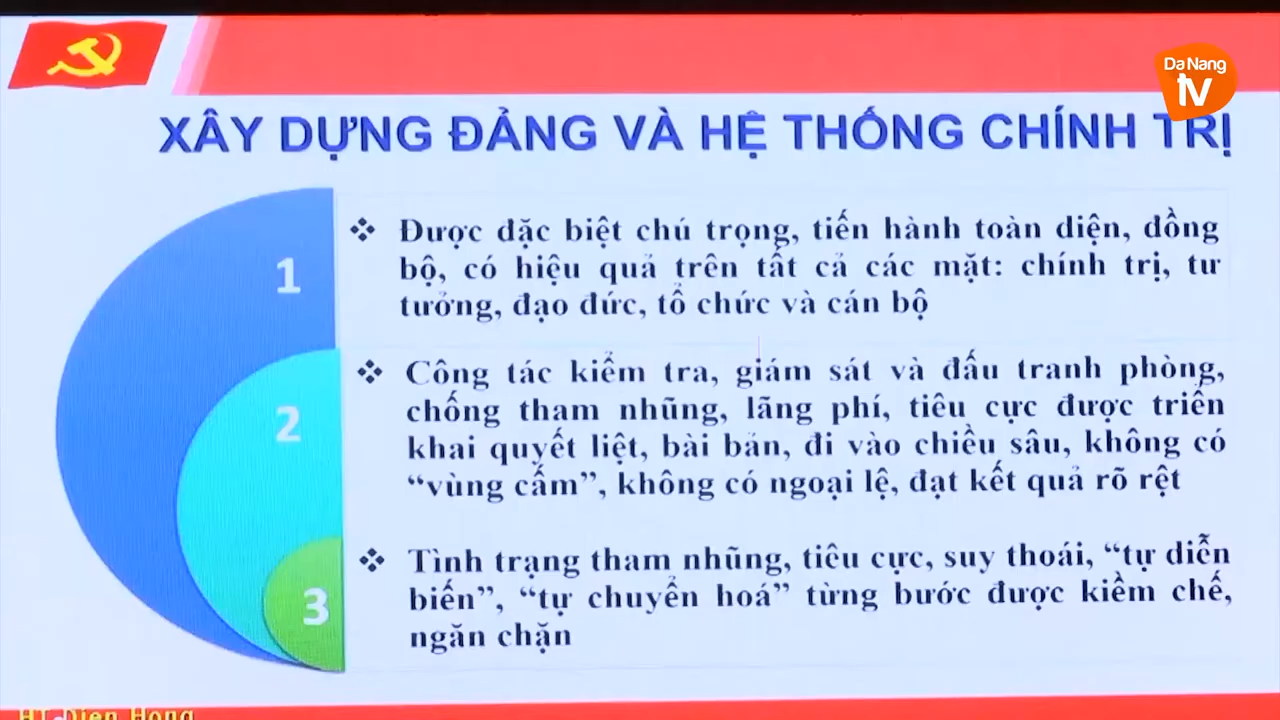 Da Nang
tv
XÂY DỰNG ĐẢNG VÀ HỆ THỐNG CHÍNH TRỊ
1
❖ Được đặc biệt chú trọng, tiến hành toàn diện, đồng
bộ, có hiệu quả trên tất cả các mặt: chính trị, tư
tưởng, đạo đức, tổ chức và cán bộ
2
❖ Công tác kiểm tra, giám sát và đấu tranh phòng,
chống tham nhũng, lãng phí, tiêu cực được triển
khai quyết liệt, bài bản, đi vào chiều sâu, không có
“vùng cấm”, không có ngoại lệ, đạt kết quả rõ rệt
3
❖ Tình trạng tham nhũng, tiêu cực, suy thoái, “tự diễn
biến”, “tự chuyển hoá” từng bước được kiềm chế,
ngăn chặn
HT Dien Hong